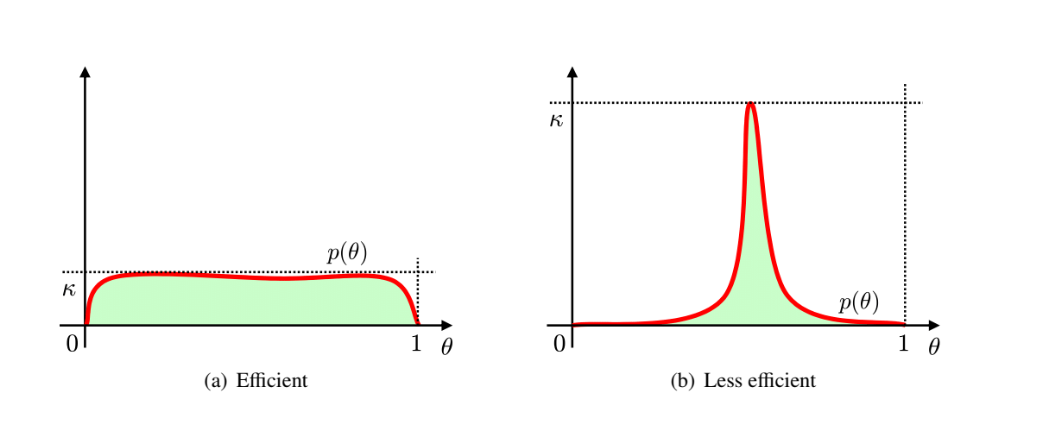 p(θ)
κ
0
1
θ
(a) Efficient
κ
p(θ)
0
1
θ
(b) Less efficient